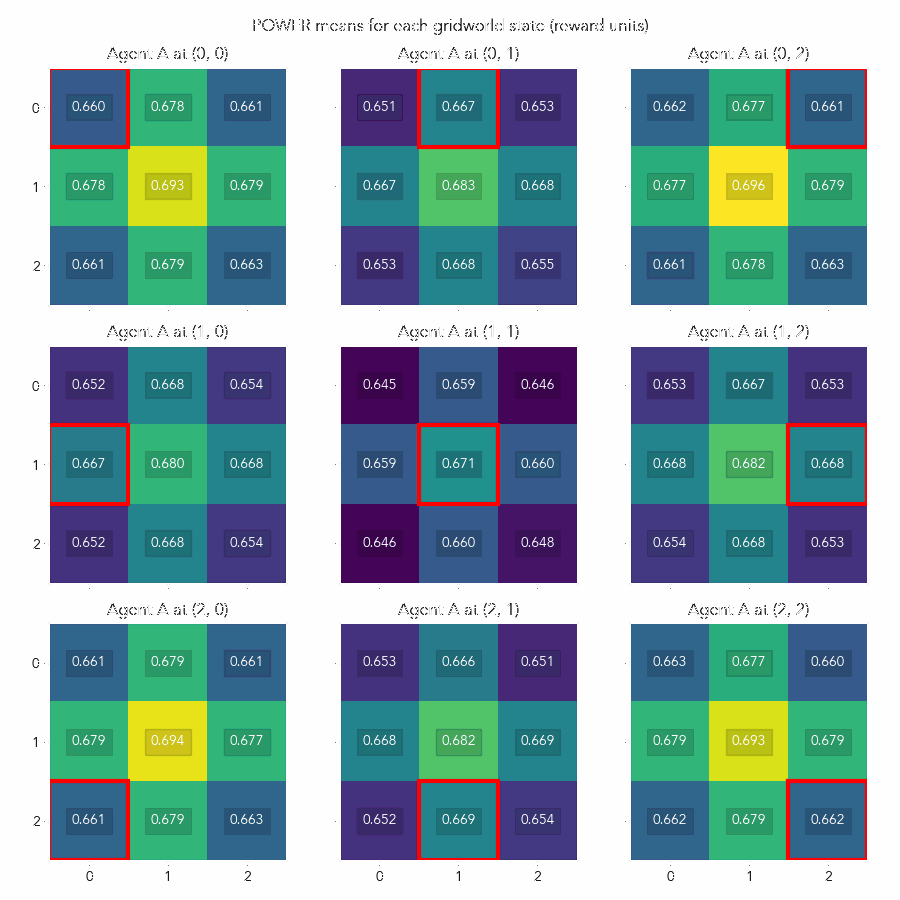 POWER means for each gridworld state (reward units)
Agent A at (0, 0) Agent A at (0, 1) Agent A at (0, 2)
0 0.660 0.678 0.661 0.651 0.667 0.653 0.662 0.677 0.661
1 0.678 0.693 0.679 0.667 0.683 0.668 0.677 0.696 0.679
2 0.661 0.679 0.663 0.653 0.668 0.655 0.661 0.678 0.663
Agent A at (1, 0) Agent A at (1, 1) Agent A at (1, 2)
0 0.652 0.668 0.654 0.645 0.659 0.646 0.653 0.667 0.653
1 0.667 0.680 0.668 0.659 0.671 0.660 0.668 0.682 0.668
2 0.652 0.668 0.654 0.646 0.660 0.648 0.654 0.668 0.653
Agent A at (2, 0) Agent A at (2, 1) Agent A at (2, 2)
0 0.661 0.679 0.661 0.653 0.666 0.651 0.663 0.677 0.660
1 0.679 0.694 0.677 0.668 0.682 0.669 0.679 0.693 0.679
2 0.661 0.679 0.663 0.652 0.669 0.654 0.662 0.679 0.662
0 1 2 0 1 2 0 1 2